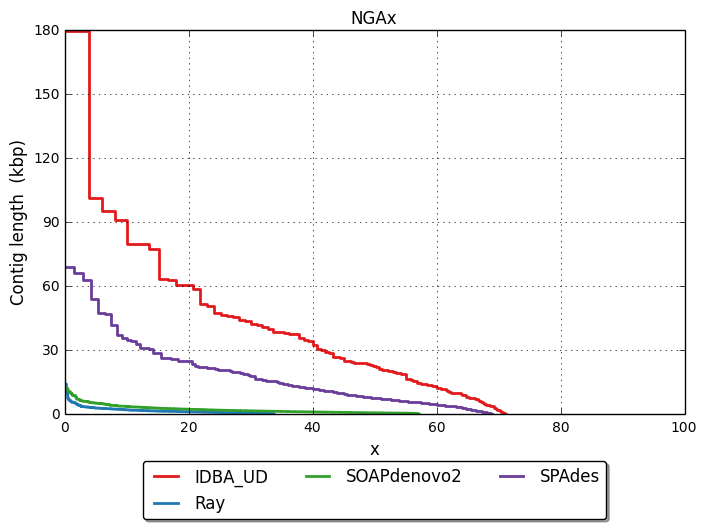 NGAx
180
150
120
90
60
30
0
Contig length (kbp)
0 20 40 60 80 100
x
IDBA_UD SOAPdenovo2 SPAdes
Ray